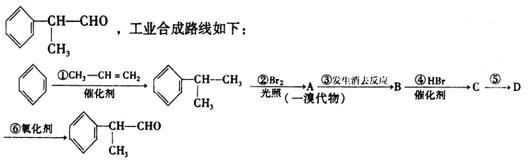 CH—CHO
CH₃
，工业合成路线如下：
①CH₃—CH＝CH₂
催化剂
CH—CH₃
CH₃
②Br₂
光照
A
(一溴代物)
③发生消去反应
B
④HBr
催化剂
C
⑤
D
⑥氧化剂
CH—CHO
CH₃